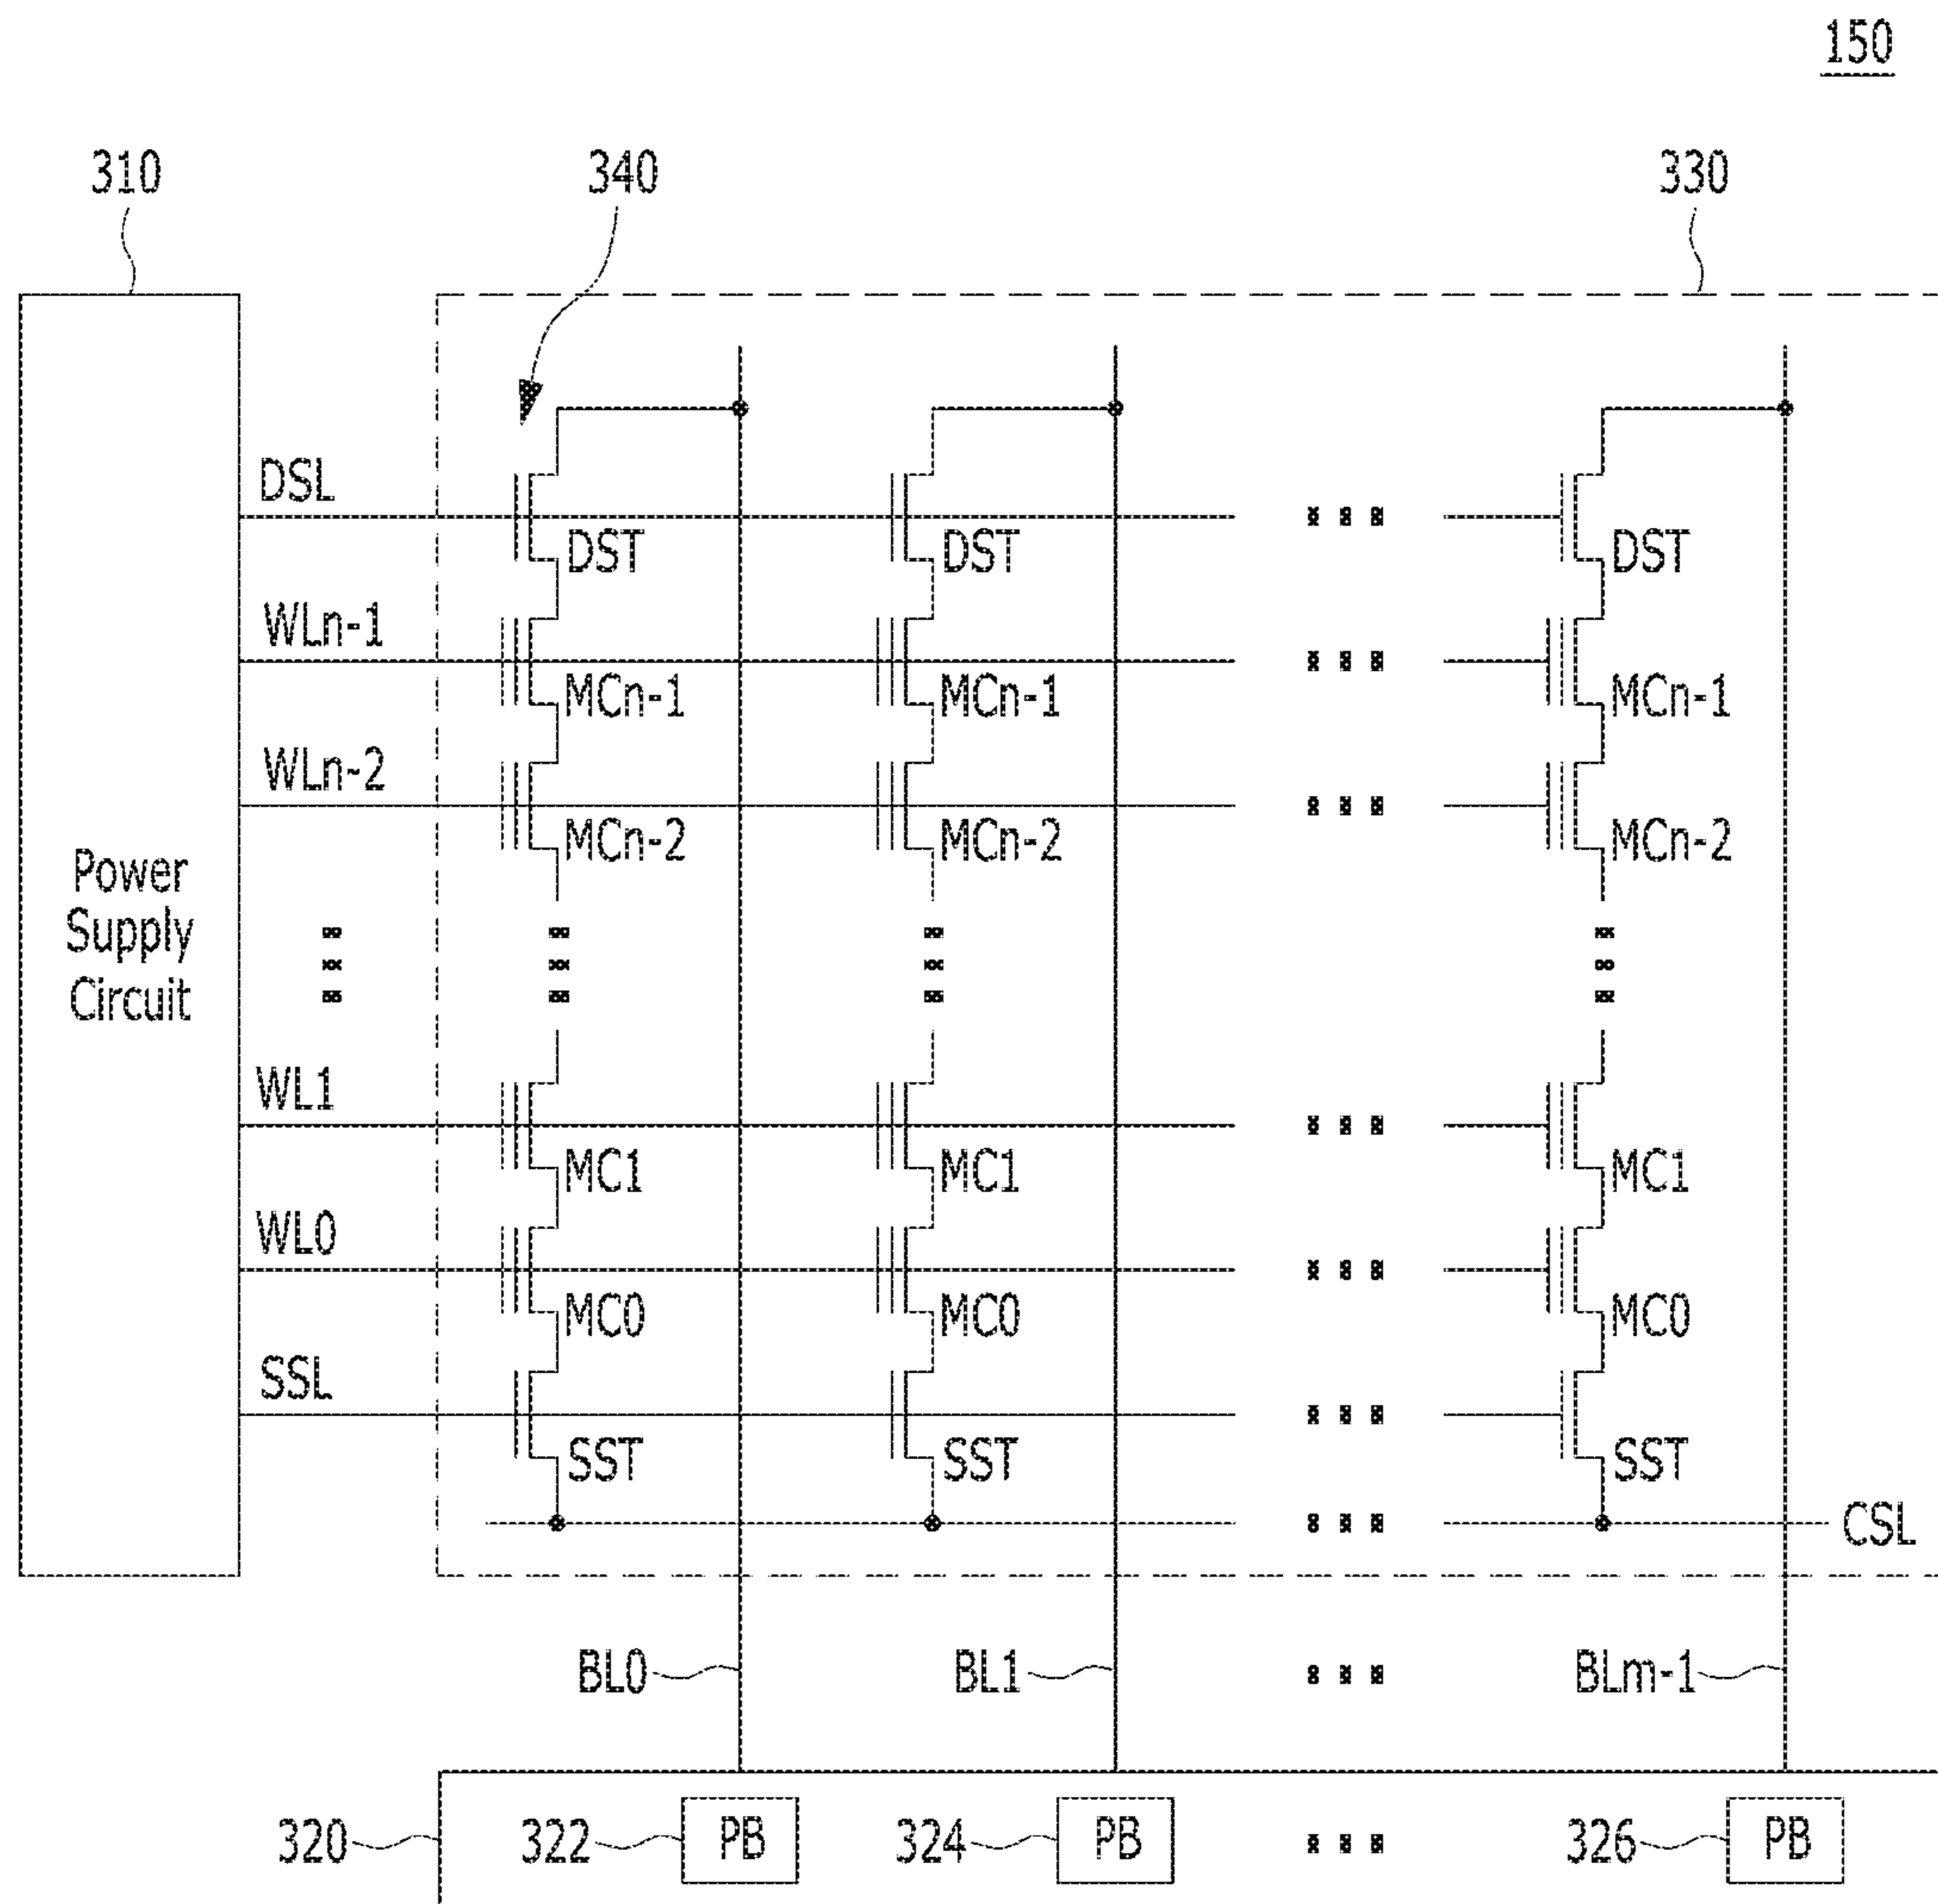 150
310
340
330
DSL
DST DST DST
WLn-1
MCn-1 MCn-1 MCn-1
WLn-2
MCn-2 MCn-2 MCn-2
Power
Supply
Circuit
WL1
MC1 MC1 MC1
WL0
MC0 MC0 MC0
SSL
SST SST SST
CSL
BL0 BL1 BLm-1
320 322 PB 324 PB 326 PB